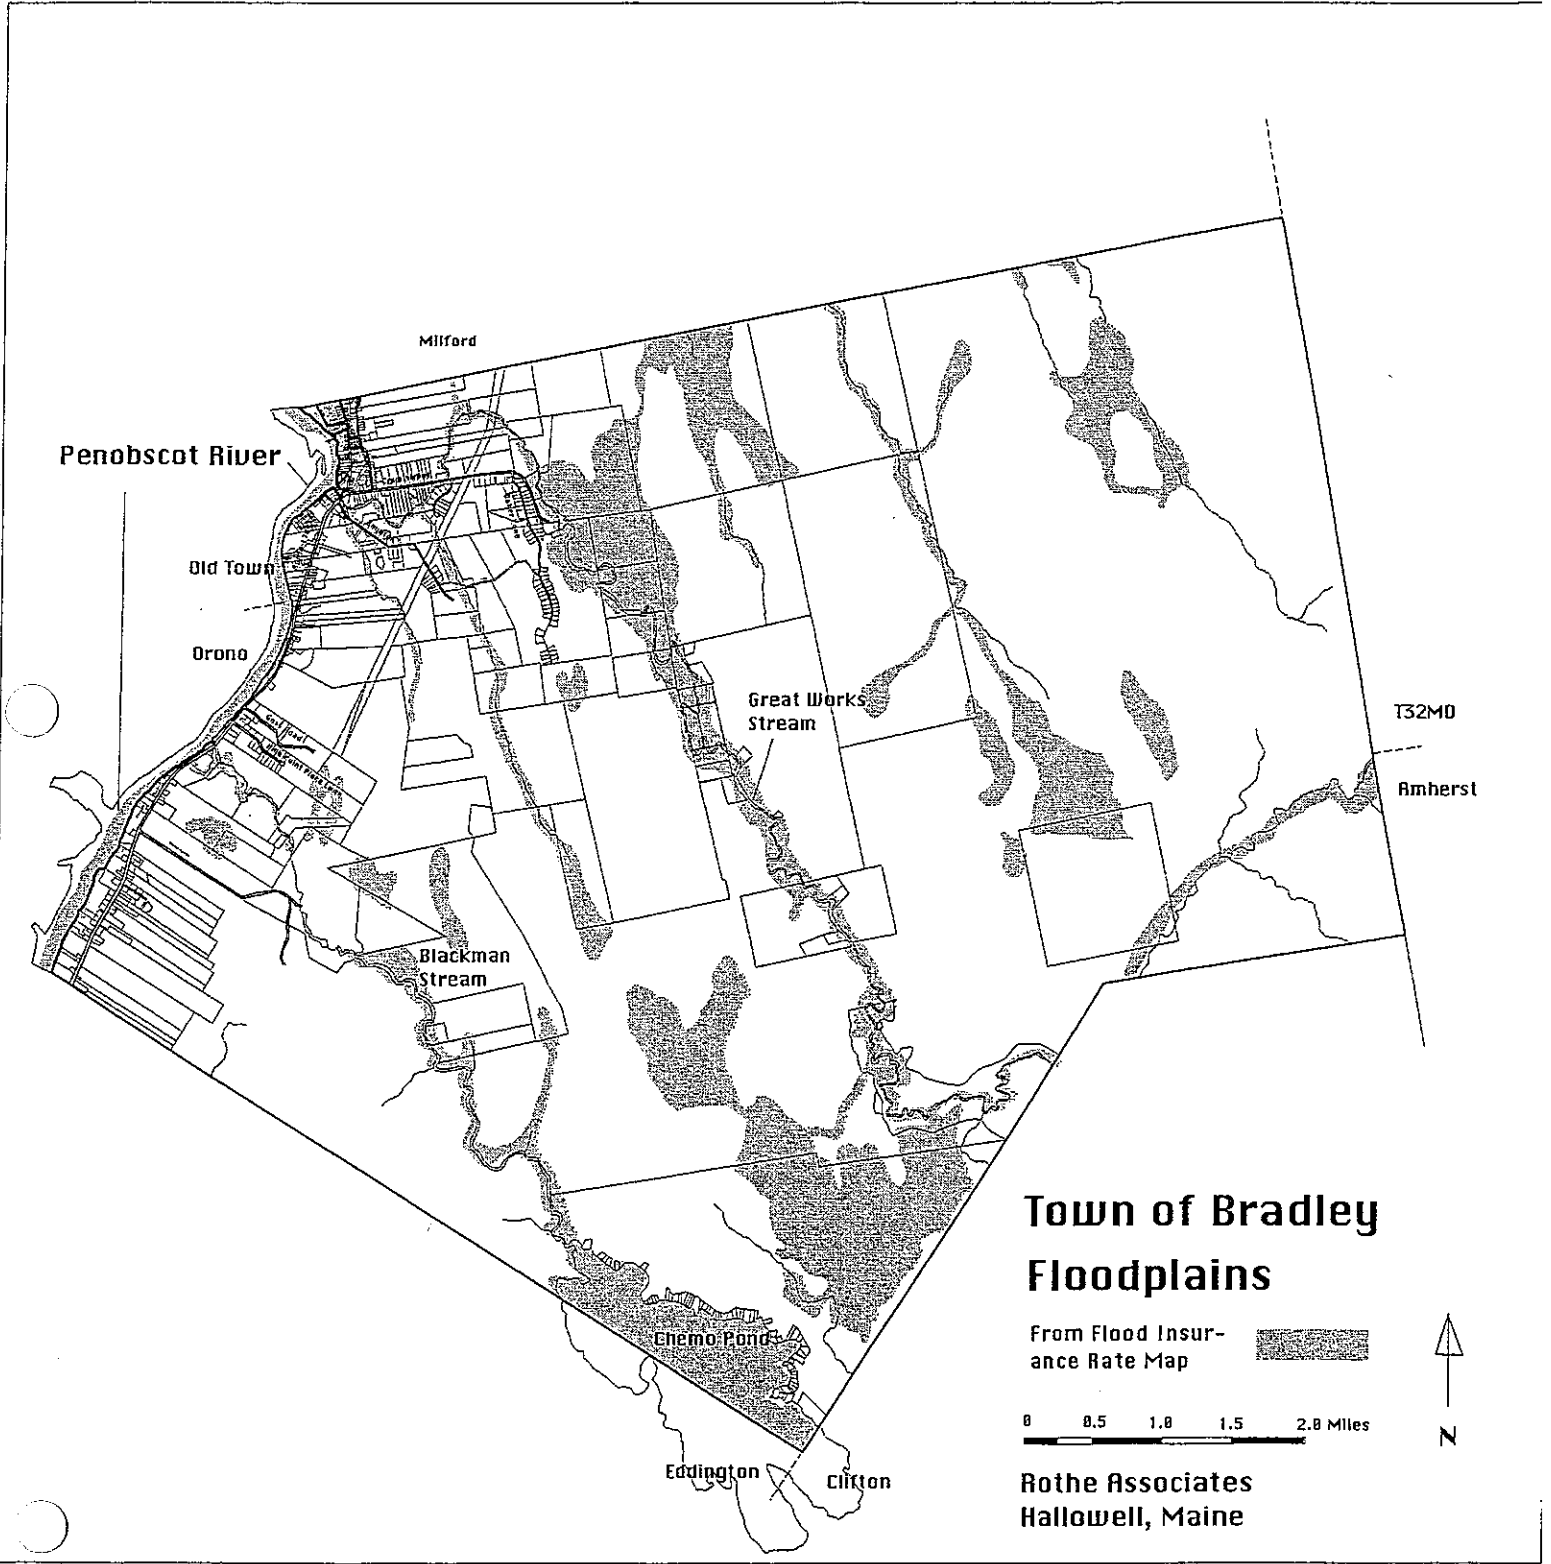 Milford
Penobscot River
Old Town
Orono
Great Works
Stream
T32MD
Amherst
Blackman
Stream
Town of Bradley
Floodplains
From Flood Insur-
ance Rate Map
Chemo Pond
0 0.5 1.0 1.5 2.0 Miles
N
Eddington
Clifton
Rothe Associates
Hallowell, Maine